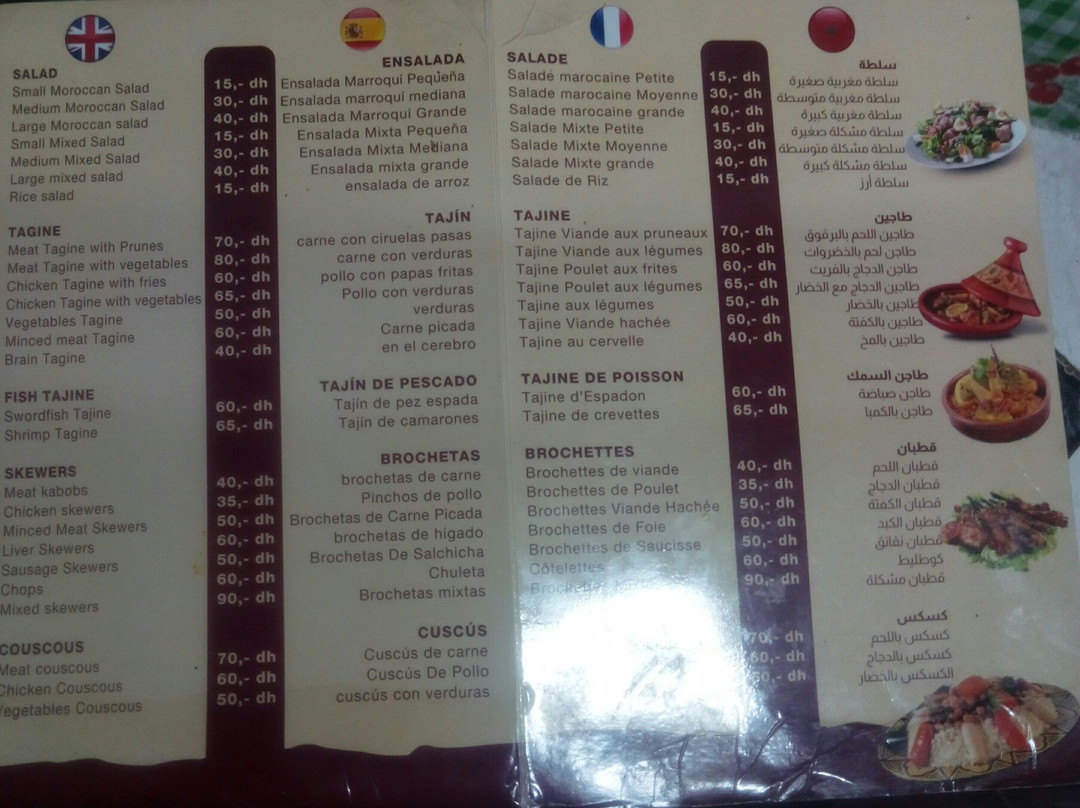 SALAD
Small Moroccan Salad
Medium Moroccan Salad
Large Moroccan salad
Small Mixed Salad
Medium Mixed Salad
Large mixed salad
Rice salad
TAGINE
Meat Tagine with Prunes
Meat Tagine with vegetables
Chicken Tagine with fries
Chicken Tagine with vegetables
Vegetables Tagine
Minced meat Tagine
Brain Tagine
FISH TAJINE
Swordfish Tajine
Shrimp Tagine
SKEWERS
Meat kabobs
Chicken skewers
Minced Meat Skewers
Liver Skewers
Sausage Skewers
Chops
Mixed skewers
COUSCOUS
Meat couscous
Chicken Couscous
Vegetables Couscous
15,- dh
30,- dh
40,- dh
15,- dh
30,- dh
40,- dh
15,- dh
70,- dh
80,- dh
60,- dh
65,- dh
50,- dh
60,- dh
40,- dh
60,- dh
65,- dh
40,- dh
35,- dh
50,- dh
60,- dh
50,- dh
60,- dh
90,- dh
70,- dh
60,- dh
50,- dh
ENSALADA
Ensalada Marroquí Pequeña
Ensalada marroquí mediana
Ensalada Marroquí Grande
Ensalada Mixta Pequeña
Ensalada Mixta Mediana
Ensalada mixta grande
ensalada de arroz
TAJÍN
carne con ciruelas pasas
carne con verduras
pollo con papas fritas
Pollo con verduras
verduras
Carne picada
en el cerebro
TAJÍN DE PESCADO
Tajín de pez espada
Tajín de camarones
BROCHETAS
brochetas de carne
Pinchos de pollo
Brochetas de Carne Picada
brochetas de hígado
Brochetas De Salchicha
Chuleta
Brochetas mixtas
CUSCÚS
Cuscús de carne
Cuscús De Pollo
cuscús con verduras
SALADE
Saladé marocaine Petite
Salade marocaine Moyenne
Salade marocaine grande
Salade Mixte Petite
Salade Mixte Moyenne
Salade Mixte grande
Salade de Riz
TAJINE
Tajine Viande aux pruneaux
Tajine Viande aux légumes
Tajine Poulet aux frites
Tajine Poulet aux légumes
Tajine aux légumes
Tajine Viande hachée
Tajine au cervelle
TAJINE DE POISSON
Tajine d'Espadon
Tajine de crevettes
BROCHETTES
Brochettes de viande
Brochettes de Poulet
Brochettes Viande Hachée
Brochettes de Foie
Brochettes de Saucisse
Côtelettes
Brochettes
15,- dh
30,- dh
40,- dh
15,- dh
30,- dh
40,- dh
15,- dh
70,- dh
80,- dh
60,- dh
65,- dh
50,- dh
60,- dh
40,- dh
60,- dh
65,- dh
40,- dh
35,- dh
50,- dh
60,- dh
50,- dh
60,- dh
90,- dh
70,- dh
60,- dh
dh
سلطة
سلطة مغربية صغيرة
سلطة مغربية متوسطة
سلطة مغربية كبيرة
سلطة مشكلة صغيرة
سلطة مشكلة متوسطة
سلطة مشكلة كبيرة
سلطة أرز
طاجين
طاجين اللحم بالبرقوق
طاجن لحم بالخضروات
طاجن الدجاج بالفريت
طاجين الدجاج مع الخضار
طاجين بالخضار
طاجين بالكفتة
طاجين بالمخ
طاجن السمك
طاجن صباضة
طاجن بالكمبا
قطبان
قطبان اللحم
قطبان الدجاج
قطبان الكفتة
قطبان الكبد
قطبان نقانق
كوطليط
قطبان مشكلة
كسكس
كسكس باللحم
كسكس بالدجاج
الكسكس بالخضار